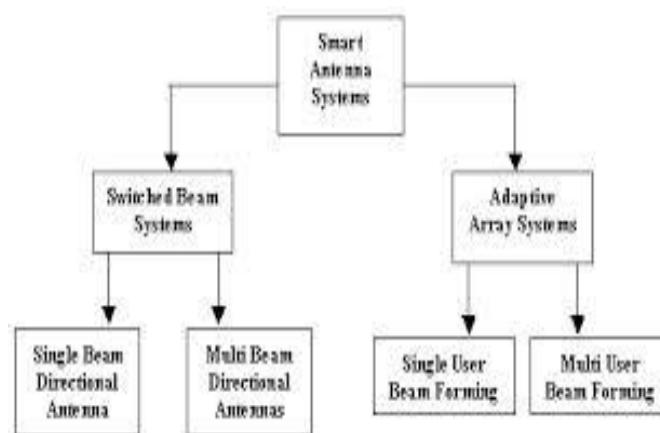 Smart
Antenna
Systems
Switched Beam
Systems
Adaptive
Array Systems
Single Beam
Directional
Antenna
Multi Beam
Directional
Antennas
Single User
Beam Forming
Multi User
Beam Forming